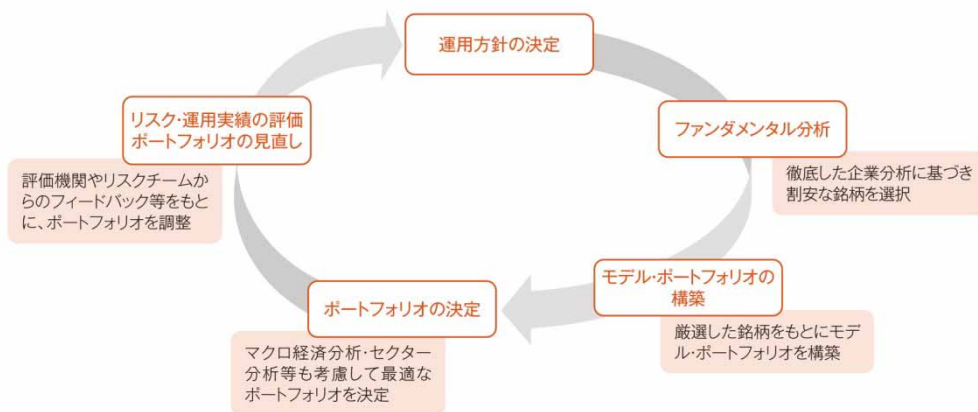 運用方針の決定
ファンダメンタル分析
徹底した企業分析に基づき
割安な銘柄を選択
モデル・ポートフォリオの
構築
厳選した銘柄をもとにモデ
ル・ポートフォリオを構築
ポートフォリオの決定
マクロ経済分析・セクター
分析等も考慮して最適な
ポートフォリオを決定
リスク・運用実績の評価
ポートフォリオの見直し
評価機関やリスクチームか
らのフィードバック等をもと
に、ポートフォリオを調整